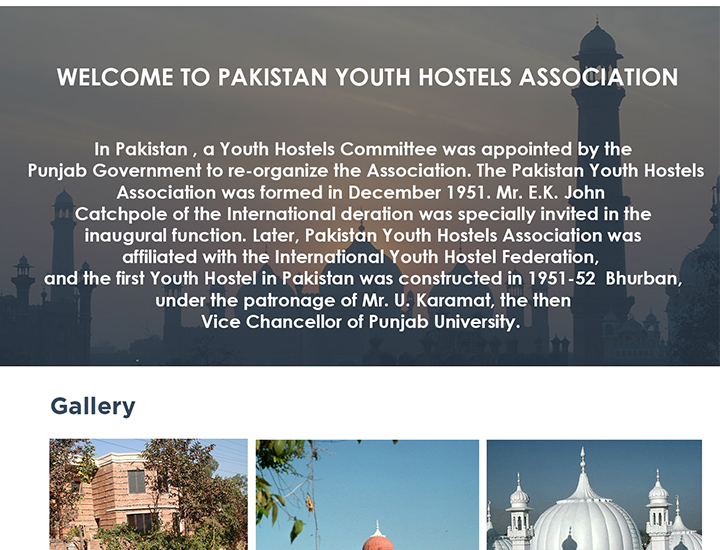 WELCOME TO PAKISTAN YOUTH HOSTELS ASSOCIATION
In Pakistan , a Youth Hostels Committee was appointed by the
Punjab Government to re-organize the Association. The Pakistan Youth Hostels
Association was formed in December 1951. Mr. E.K. John
Catchpole of the International deration was specially invited in the
inaugural function. Later, Pakistan Youth Hostels Association was
affiliated with the International Youth Hostel Federation,
and the first Youth Hostel in Pakistan was constructed in 1951-52 Bhurban,
under the patronage of Mr. U. Karamat, the then
Vice Chancellor of Punjab University.
Gallery